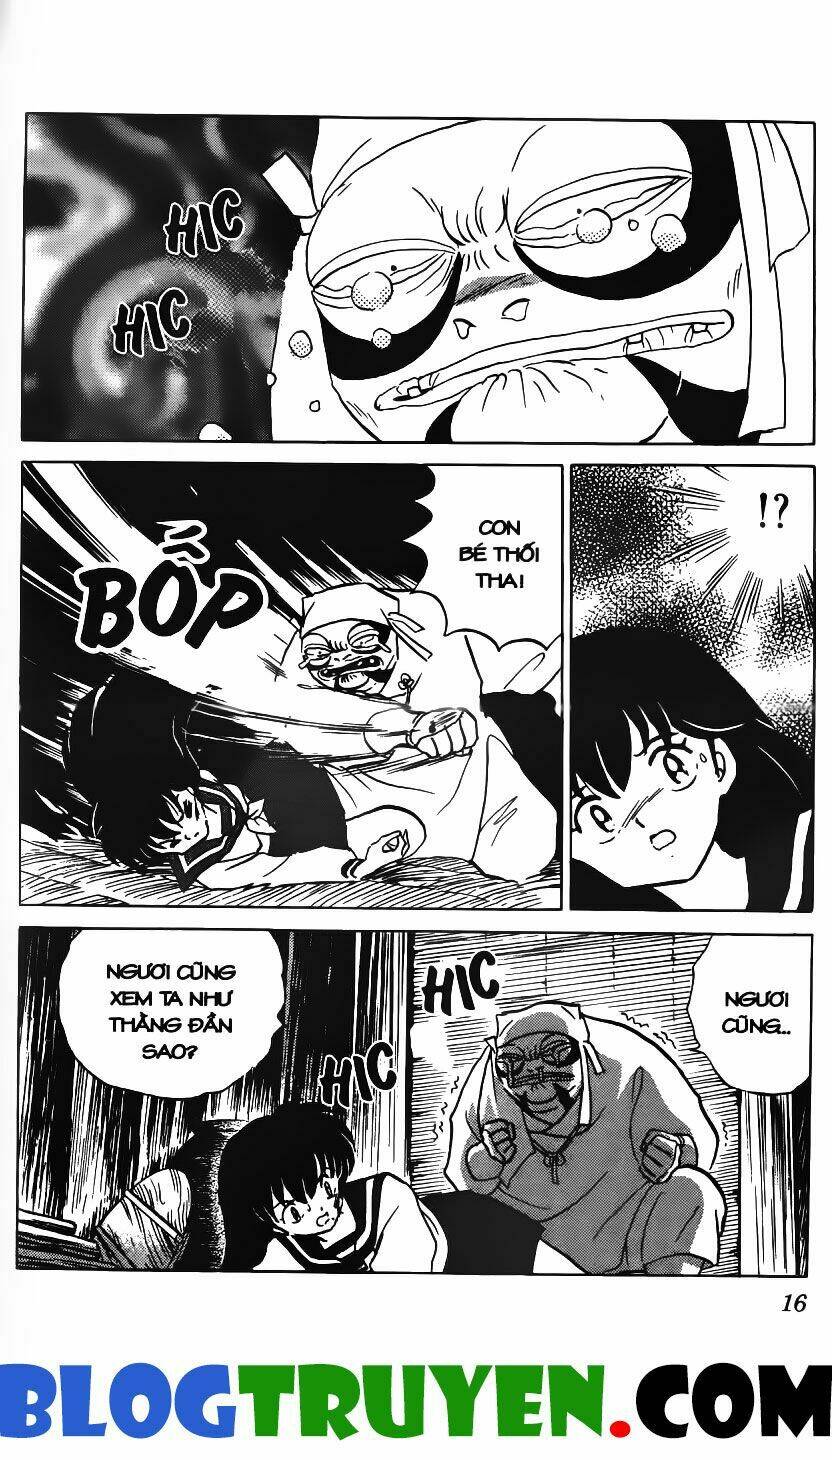 HIC
HIC
!?
CON
BÉ THỐI
THA!
BỐP
NGƯƠI
CŨNG...
HIC
HIC
NGƯƠI CŨNG
XEM TA NHƯ
THẰNG ĐẦN
SAO?
16
BLOGTRUYEN.COM